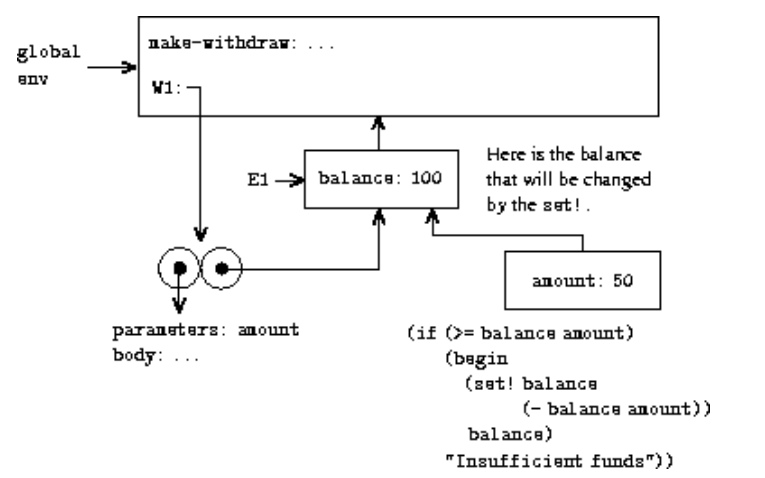 make-withdraw: ...
global
env
W1:
Here is the balance
that will be changed
by the set!.
E1
balance: 100
amount: 50
parameters: amount
body: ...
(if (>= balance amount)
(begin
(set! balance
(- balance amount))
balance)
"Insufficient funds"))